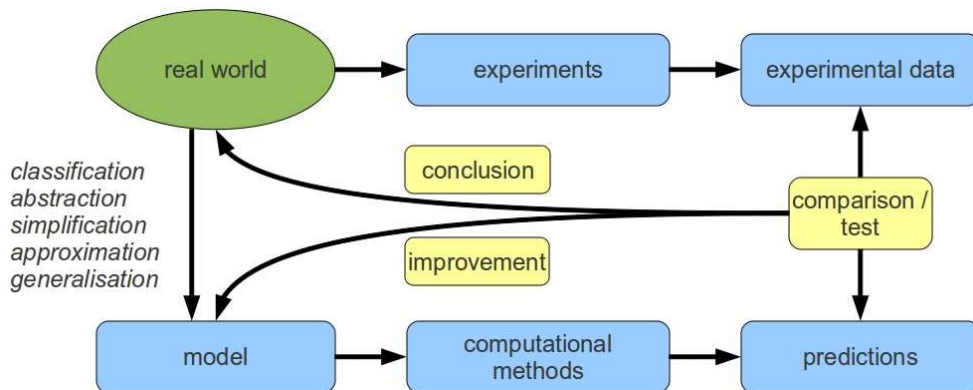 real world
experiments
experimental data
classification
abstraction
simplification
approximation
generalisation
conclusion
comparison /
test
improvement
model
computational
methods
predictions